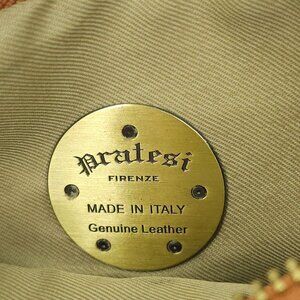 Pratesi
FIRENZE
MADE IN ITALY
Genuine Leather